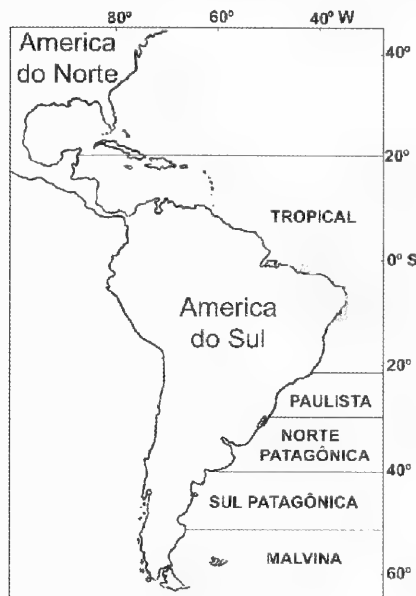 80º 60º 40º W
America
do Norte
40º
20º
TROPICAL
0º S
America
do Sul
20º
PAULISTA
NORTE
PATAGÔNICA
40º
SUL PATAGÔNICA
MALVINA
60º